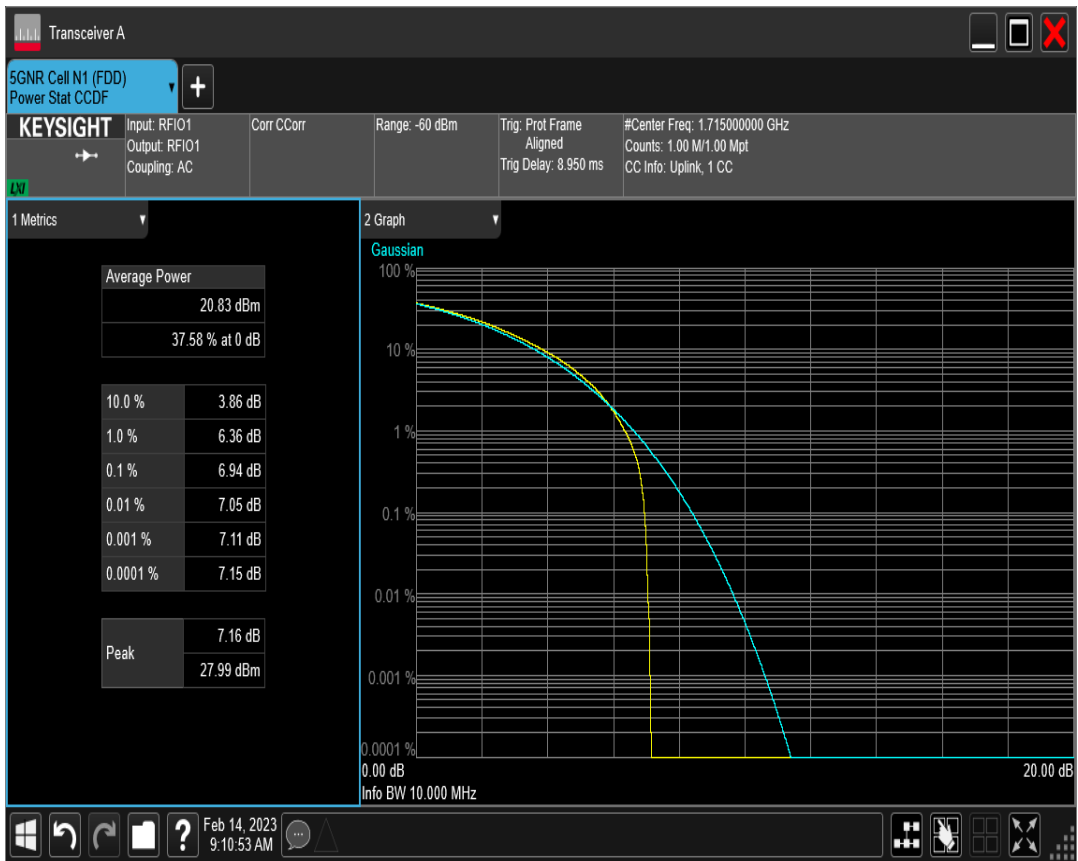 Transceiver A
5GNR Cell N1 (FDD)
Power Stat CCDF
+
KEYSIGHT
LXI
Input: RFIO1
Output: RFIO1
Coupling: AC
Corr CCorr
Range: -60 dBm
Trig: Prot Frame
Aligned
Trig Delay: 8.950 ms
#Center Freq: 1.715000000 GHz
Counts: 1.00 M/1.00 Mpt
CC Info: Uplink, 1 CC
1 Metrics
Average Power
20.83 dBm
37.58 % at 0 dB
10.0 % 3.86 dB
1.0 % 6.36 dB
0.1 % 6.94 dB
0.01 % 7.05 dB
0.001 % 7.11 dB
0.0001 % 7.15 dB
Peak
7.16 dB
27.99 dBm
2 Graph
Gaussian
100 %
10 %
1 %
0.1 %
0.01 %
0.001 %
0.0001 %
0.00 dB 20.00 dB
Info BW 10.000 MHz
?
Feb 14, 2023
9:10:53 AM